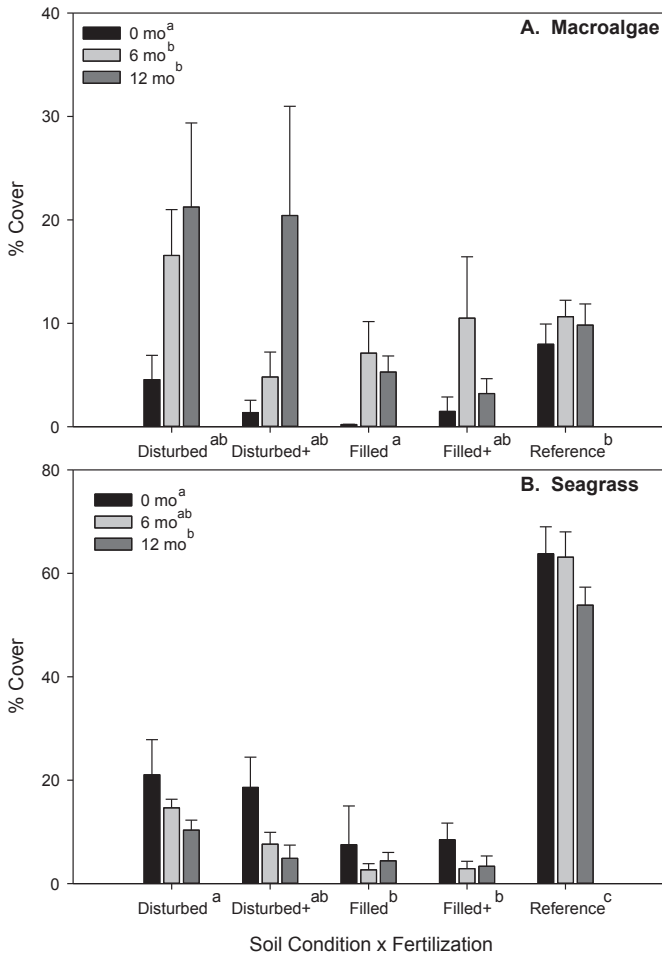 A. Macroalgae
0 mo^a
6 mo^b
12 mo^b
% Cover
40
30
20
10
0
Disturbed^ab Disturbed+^ab Filled^a Filled+^ab Reference^b
B. Seagrass
0 mo^a
6 mo^ab
12 mo^b
% Cover
80
60
40
20
0
Disturbed^a Disturbed+^ab Filled^b Filled+^b Reference^c
Soil Condition x Fertilization